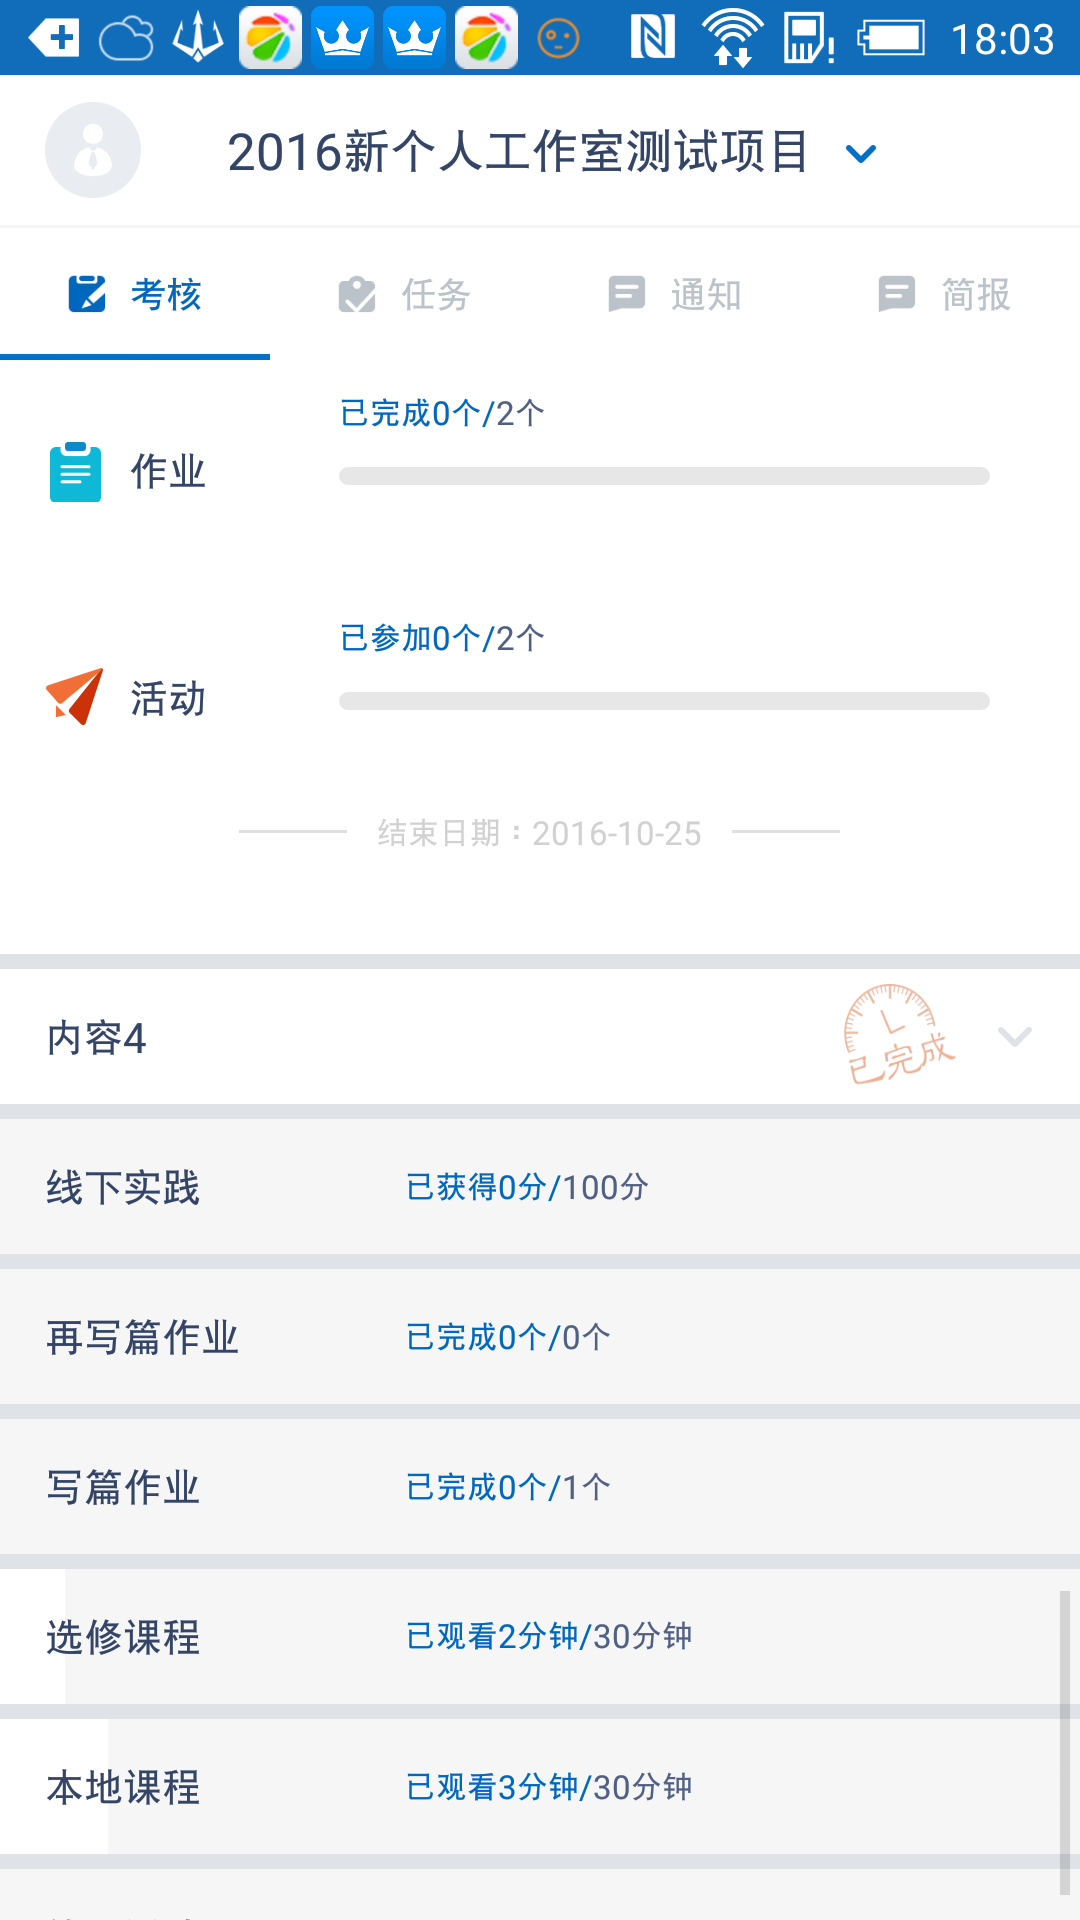 18:03
2016新个人工作室测试项目
考核 任务 通知 简报
已完成0个/2个
作业
已参加0个/2个
活动
结束日期：2016-10-25
内容4
已完成
线下实践 已获得0分/100分
再写篇作业 已完成0个/0个
写篇作业 已完成0个/1个
选修课程 已观看2分钟/30分钟
本地课程 已观看3分钟/30分钟